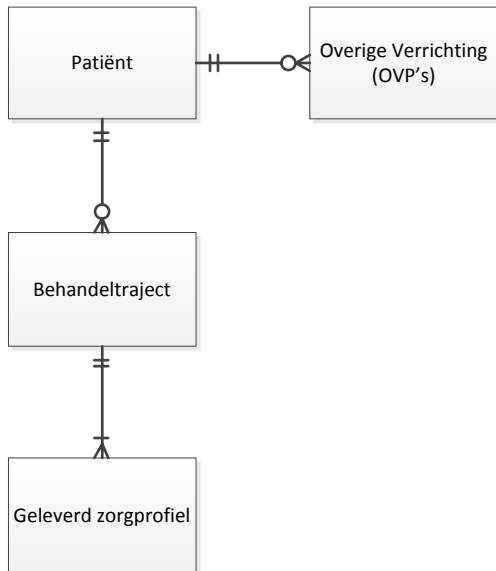 Patiënt
Overige Verrichting
(OVP's)
Behandeltraject
Geleverd zorgprofiel